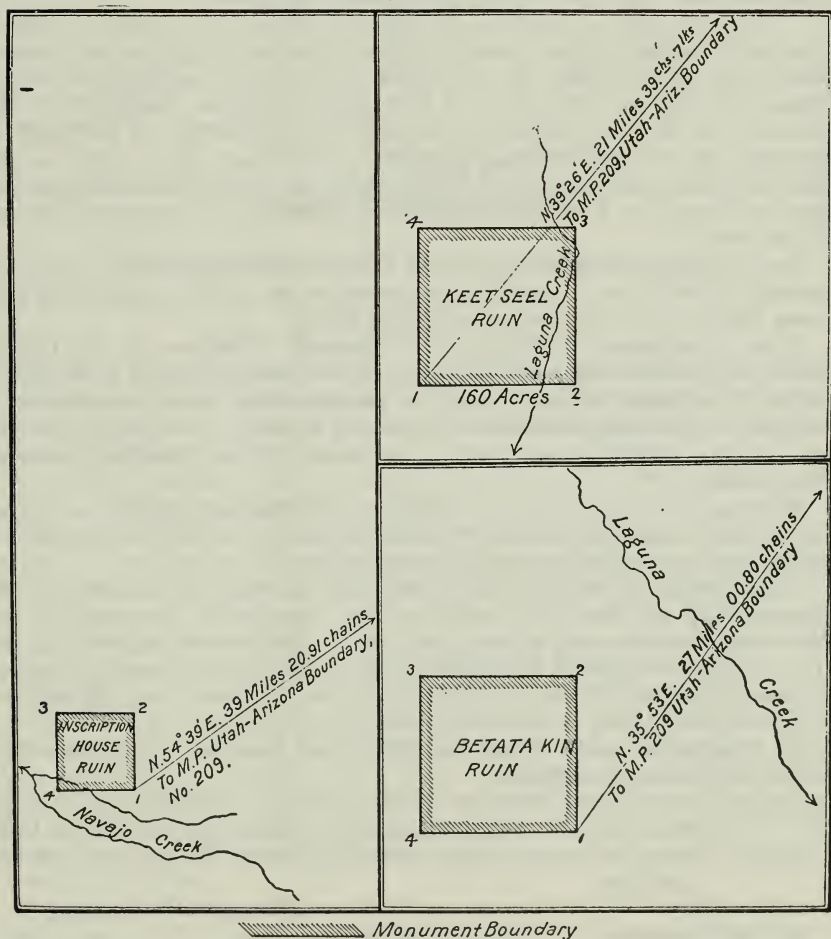 N. 39° 26' E. 21 Miles 39. chs. 7 lks
To M.P. 209, Utah-Ariz. Boundary
4
3
KEET SEEL
RUIN
Laguna Creek
1
160 Acres
2
N. 54° 39' E. 39 Miles 20.91 chains
To M.P. Utah-Arizona Boundary,
No. 209.
3
2
INSCRIPTION
HOUSE
RUIN
4
1
Navajo Creek
Laguna
Creek
N. 35° 53' E. 27 Miles 00.80 chains
To M.P. 209 Utah-Arizona Boundary
3
2
BETATA KIN
RUIN
4
1
Monument Boundary